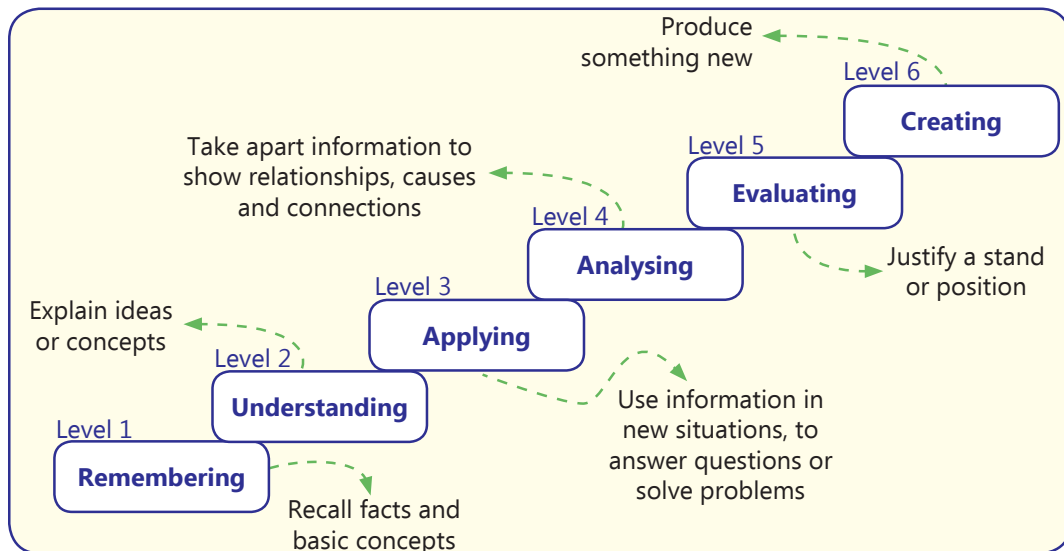 Produce
something new
Level 6
Creating
Take apart information to
show relationships, causes
and connections
Level 5
Evaluating
Justify a stand
or position
Level 4
Analysing
Level 3
Applying
Use information in
new situations, to
answer questions or
solve problems
Explain ideas
or concepts
Level 2
Understanding
Level 1
Remembering
Recall facts and
basic concepts